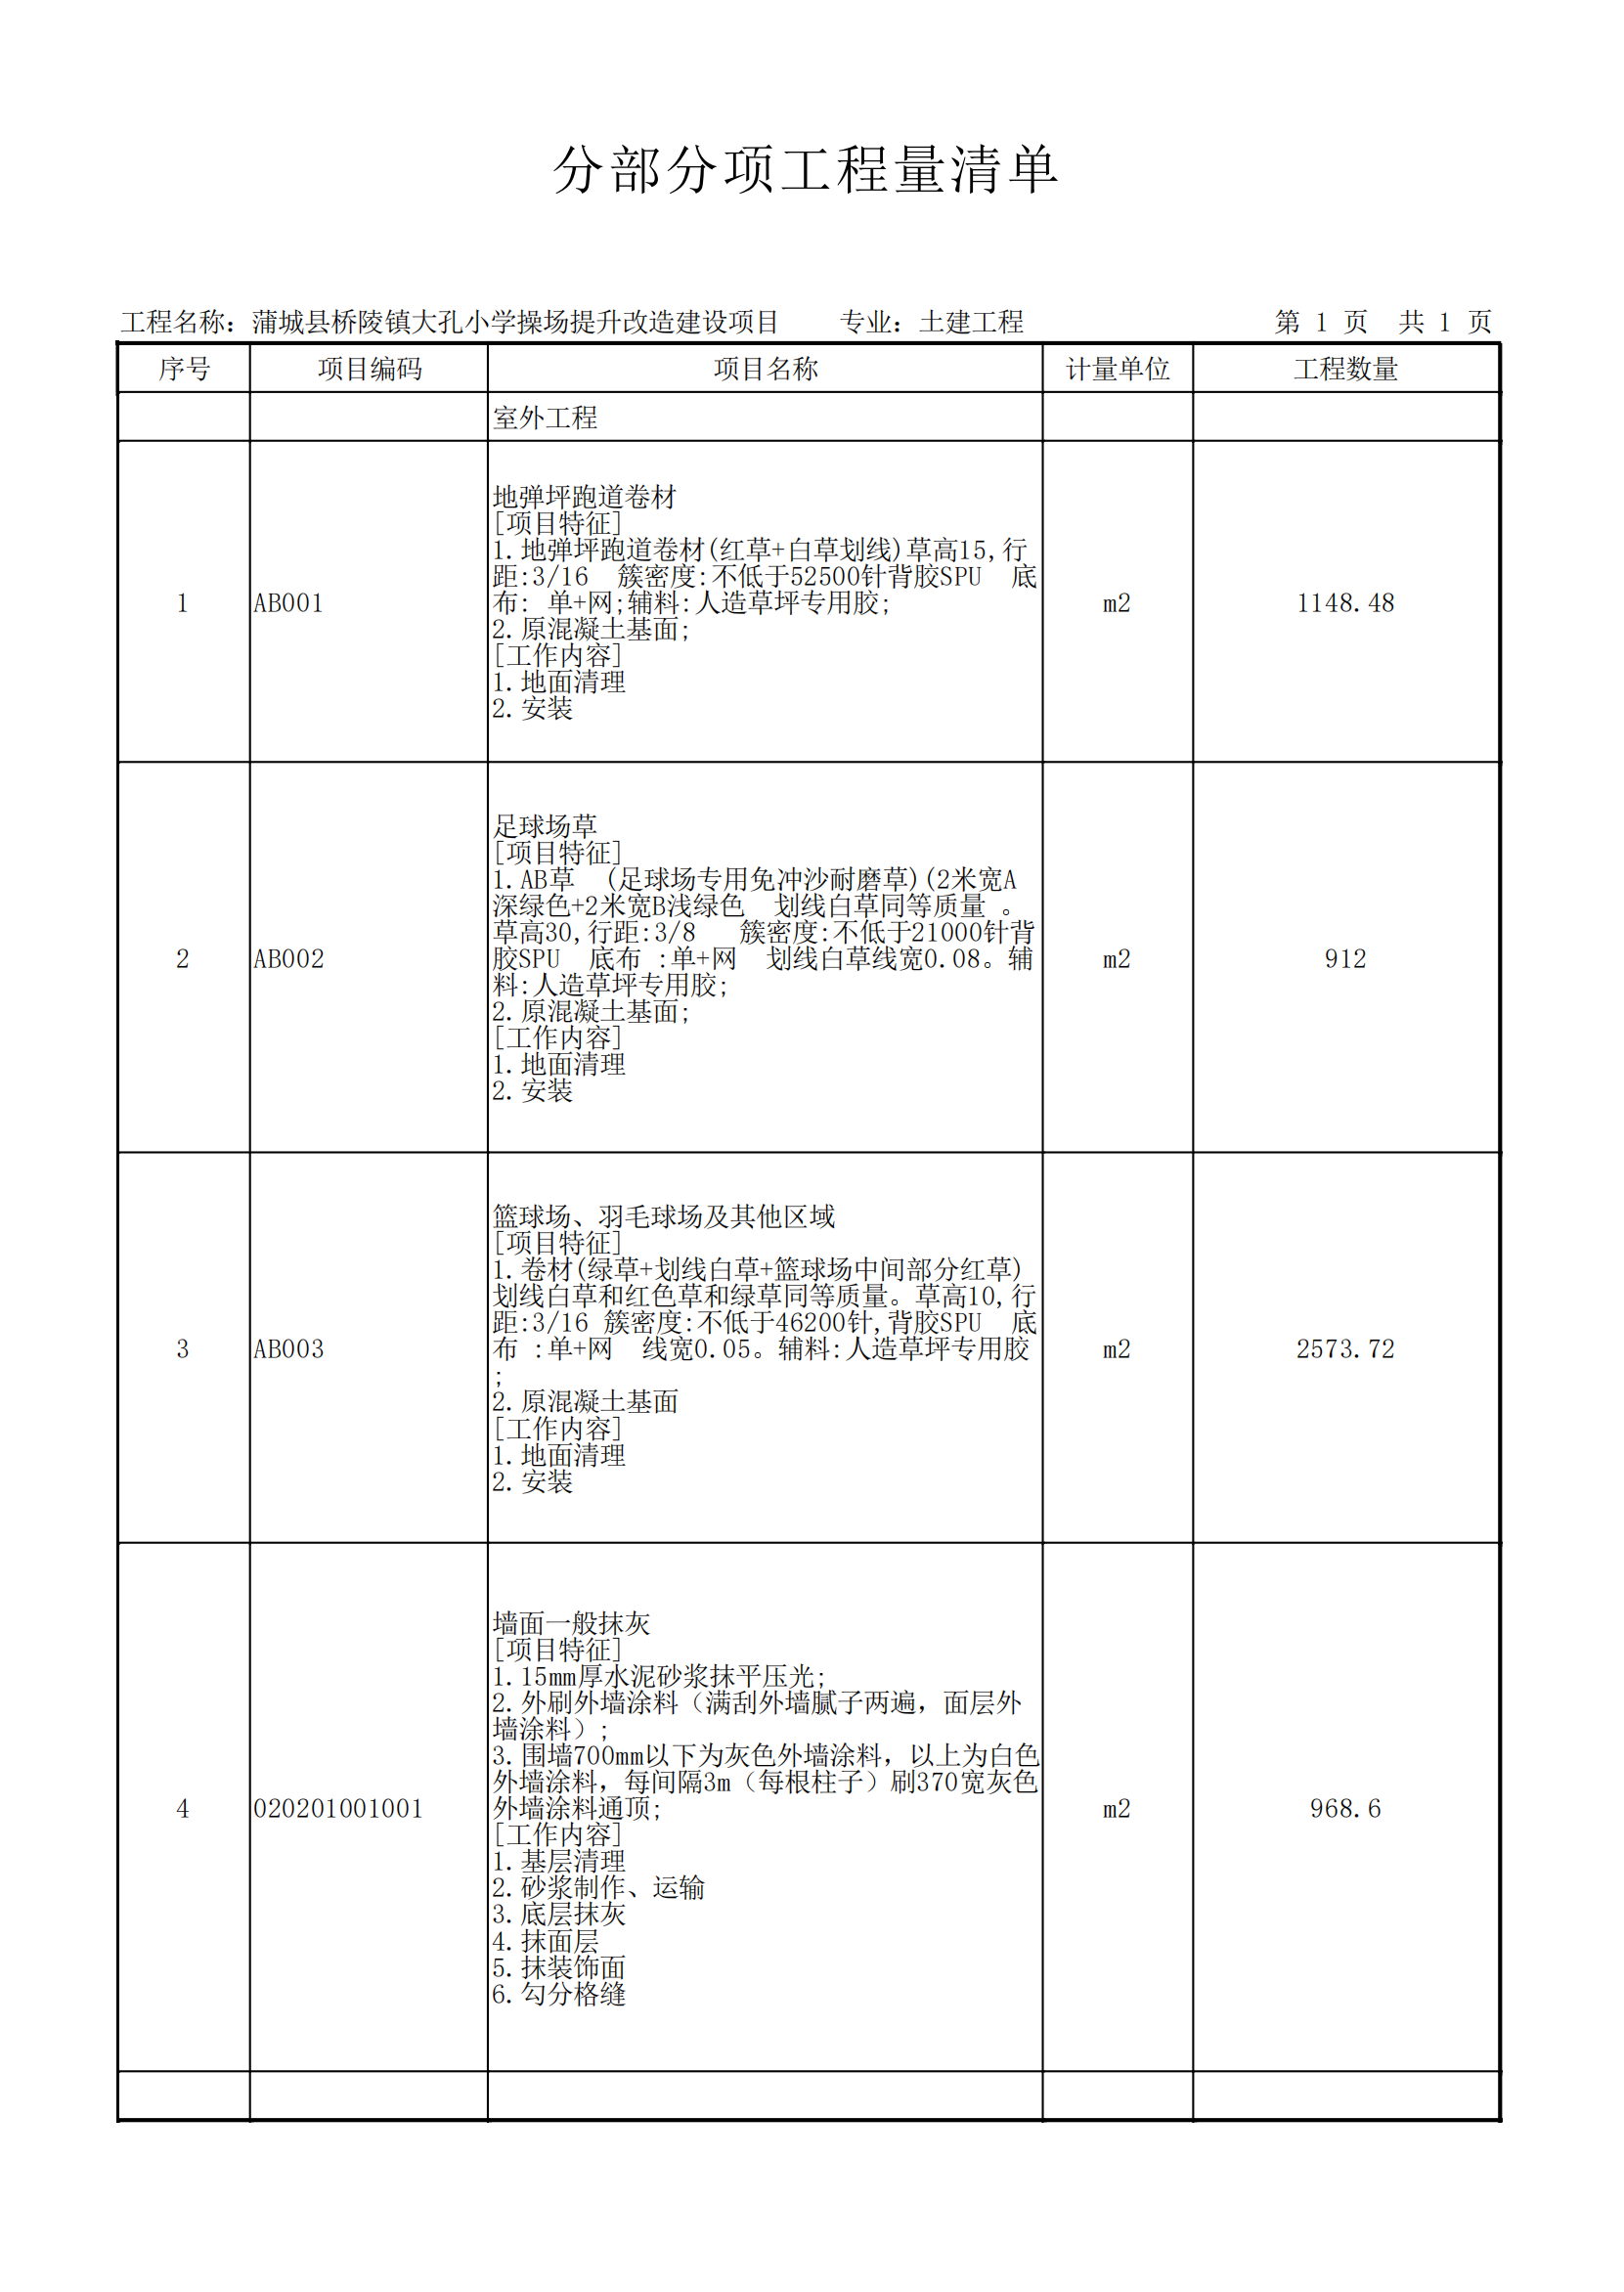 分部分项工程量清单
工程名称：蒲城县桥陵镇大孔小学操场提升改造建设项目 专业：土建工程 第 1 页 共 1 页
序号 项目编码 项目名称 计量单位 工程数量
室外工程
1 AB001 m2 1148.48
地弹坪跑道卷材
[项目特征]
1.地弹坪跑道卷材(红草+白草划线)草高15,行
距:3/16 簇密度:不低于52500针背胶SPU 底
布: 单+网;辅料:人造草坪专用胶;
2.原混凝土基面;
[工作内容]
1.地面清理
2.安装
2 AB002 m2 912
足球场草
[项目特征]
1.AB草 (足球场专用免冲沙耐磨草)(2米宽A
深绿色+2米宽B浅绿色 划线白草同等质量 。
草高30,行距:3/8 簇密度:不低于21000针背
胶SPU 底布 :单+网 划线白草线宽0.08。辅
料:人造草坪专用胶;
2.原混凝土基面;
[工作内容]
1.地面清理
2.安装
3 AB003 m2 2573.72
篮球场、羽毛球场及其他区域
[项目特征]
1.卷材(绿草+划线白草+篮球场中间部分红草)
划线白草和红色草和绿草同等质量。草高10,行
距:3/16 簇密度:不低于46200针,背胶SPU 底
布 :单+网 线宽0.05。辅料:人造草坪专用胶
;
2.原混凝土基面
[工作内容]
1.地面清理
2.安装
4 020201001001 m2 968.6
墙面一般抹灰
[项目特征]
1.15mm厚水泥砂浆抹平压光;
2.外刷外墙涂料（满刮外墙腻子两遍，面层外
墙涂料）;
3.围墙700mm以下为灰色外墙涂料，以上为白色
外墙涂料，每间隔3m（每根柱子）刷370宽灰色
外墙涂料通顶;
[工作内容]
1.基层清理
2.砂浆制作、运输
3.底层抹灰
4.抹面层
5.抹装饰面
6.勾分格缝